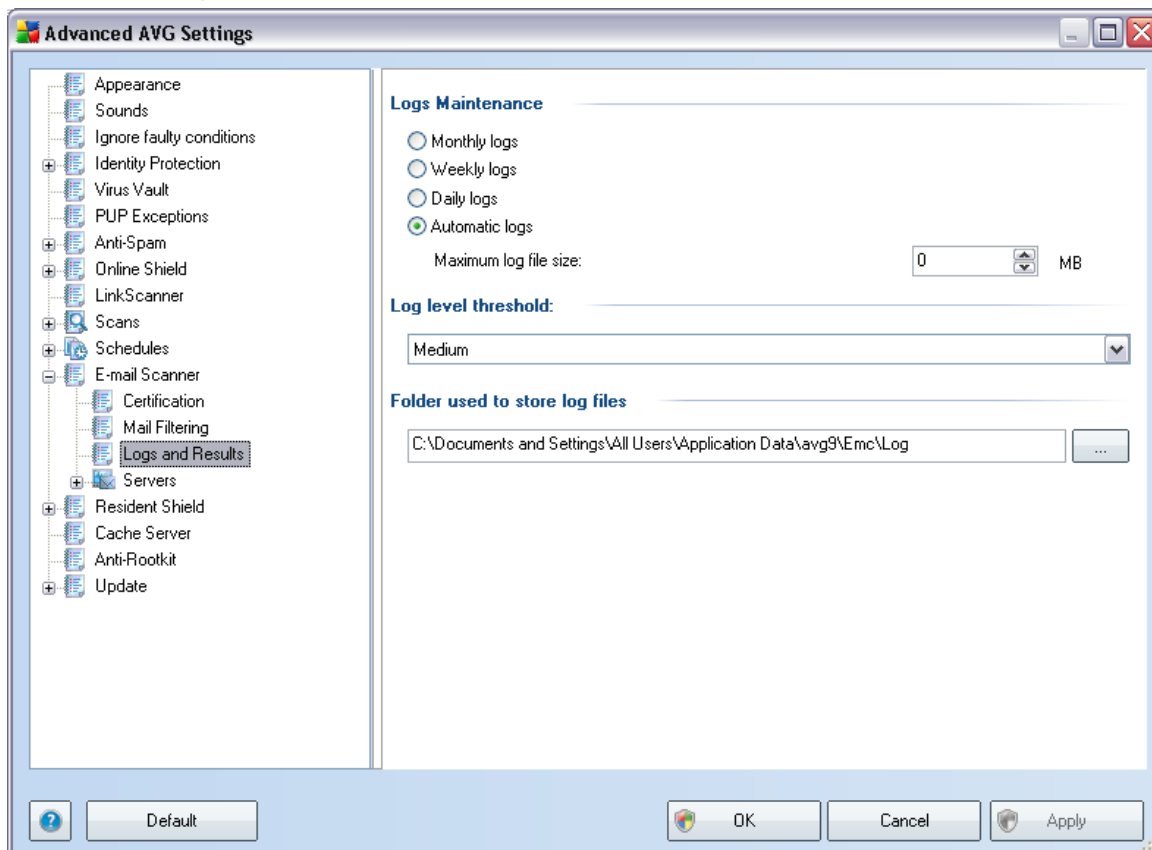 Advanced AVG Settings
Appearance
Sounds
Ignore faulty conditions
Identity Protection
Virus Vault
PUP Exceptions
Anti-Spam
Online Shield
LinkScanner
Scans
Schedules
E-mail Scanner
Certification
Mail Filtering
Logs and Results
Servers
Resident Shield
Cache Server
Anti-Rootkit
Update
Logs Maintenance
Monthly logs
Weekly logs
Daily logs
Automatic logs
Maximum log file size: 0 MB
Log level threshold:
Medium
Folder used to store log files
C:\Documents and Settings\All Users\Application Data\avg9\Emc\Log ...
? Default OK Cancel Apply